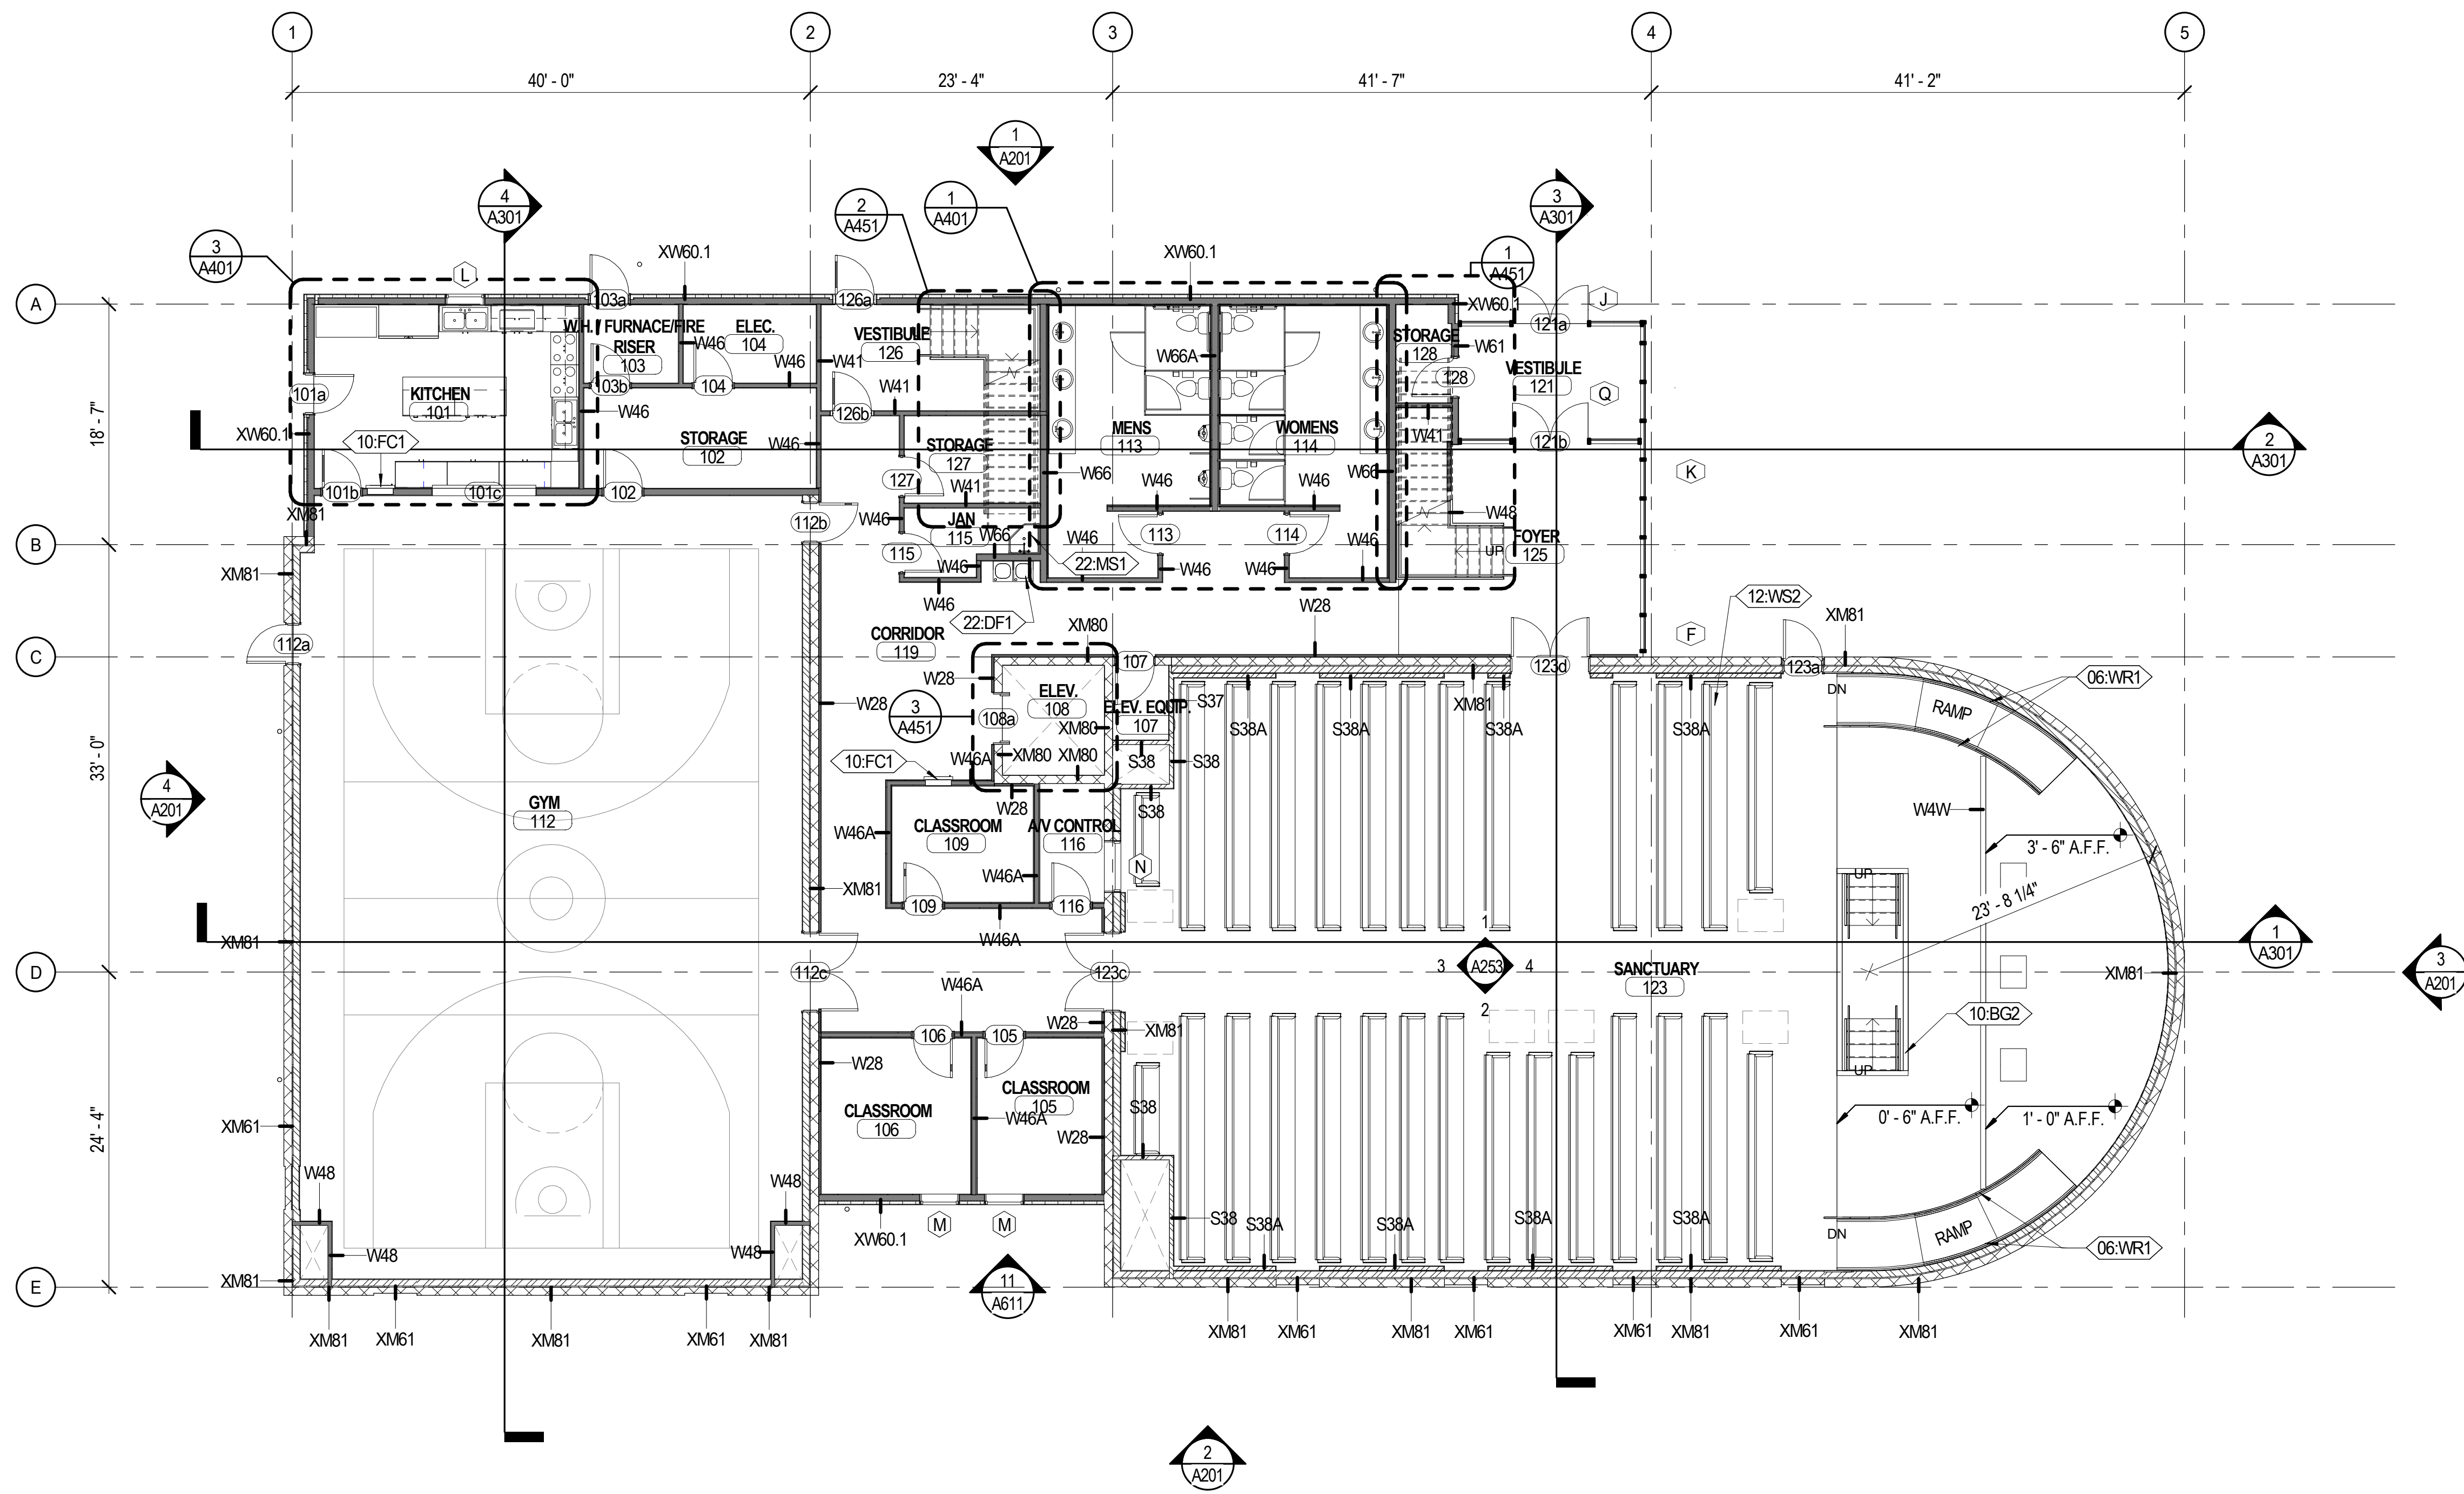 1
2
3
4
5
40' - 0"
23' - 4"
41' - 7"
41' - 2"
1
A201
4
A301
2
A451
1
A401
3
A301
3
A401
1
A451
XW60.1
XW60.1
L
A
103a
126a
XW60.1
J
121a
W.H. / FURNACE/FIRE
RISER
103
W46
ELEC.
104
W46
W41
VESTIBULE
126
W66A
STORAGE
128
W61
VESTIBULE
121
128
Q
101a
KITCHEN
101
103b
104
W46
W41
126b
18' - 7"
XW60.1
10:FC1
STORAGE
102
W46
STORAGE
127
MENS
113
WOMENS
114
W41
121b
2
A301
127
W66
W66
K
101b
101c
102
W41
W46
W46
XM81
112b
W46
JAN
115
W48
B
115
W66
W46
113
114
W46
UP
FOYER
125
XM81
W46
22:MS1
W46
W46
W46
22:DF1
W28
12:WS2
XM81
112a
CORRIDOR
119
XM80
F
C
107
123d
123a
06:WR1
W28
ELEV.
108
DN
RAMP
3
A451
108a
W28
XM80
ELEV. EQUIP.
107
S37
S38A
S38A
XM81
S38A
S38A
33' - 0"
10:FC1
W46A
XM80
XM80
S38
S38
4
A201
GYM
112
W28
S38
W4W
CLASSROOM
109
A/V CONTROL
116
W46A
3' - 6" A.F.F.
N
W46A
UP
XM81
23' - 8 1/4"
109
116
1
XM81
W46A
1
A301
D
112c
123c
3
A253
4
SANCTUARY
123
XM81
3
A201
W46A
2
10:BG2
W28
XM81
106
105
W28
UP
CLASSROOM
105
S38
CLASSROOM
106
W46A
0' - 6" A.F.F.
1' - 0" A.F.F.
24' - 4"
XM61
W28
W48
W48
S38
S38A
S38A
S38A
S38A
DN
RAMP
M
M
XW60.1
W48
W48
06:WR1
E
XM81
11
A611
XM81
XM61
XM81
XM61
XM81
XM81
XM61
XM81
XM61
XM61
XM81
XM61
XM81
2
A201